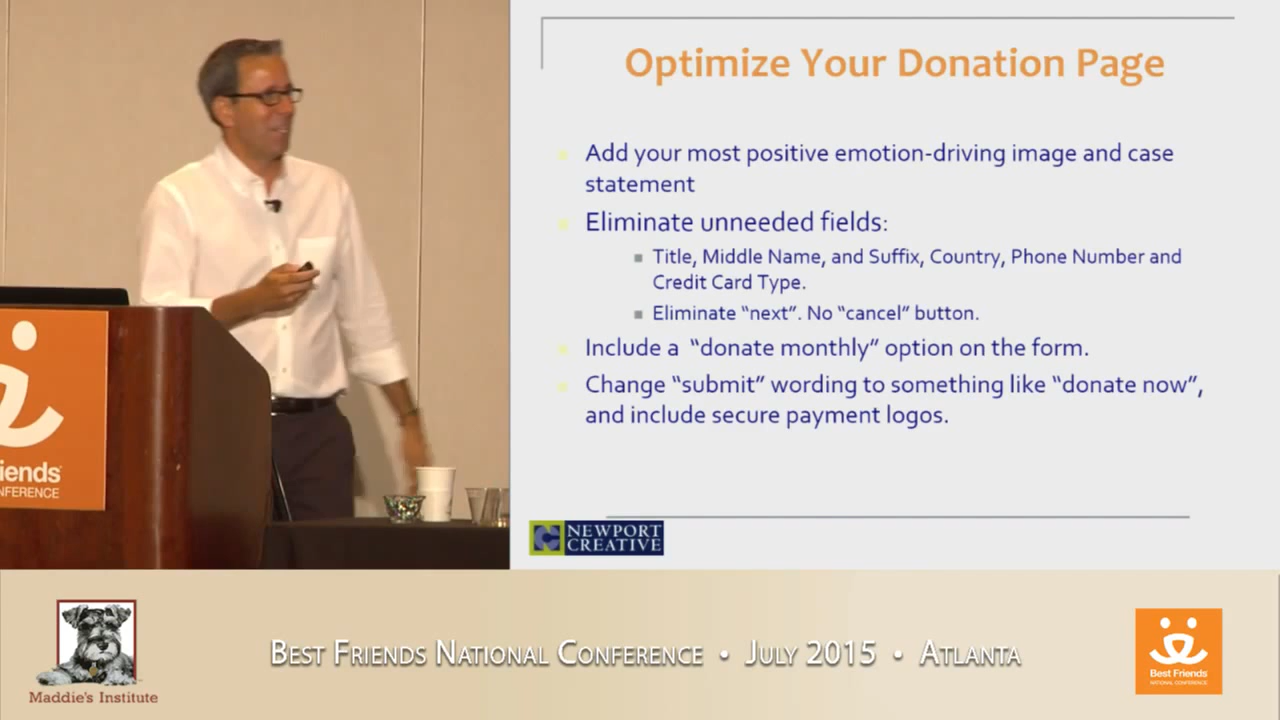 Optimize Your Donation Page
Add your most positive emotion-driving image and case
statement
Eliminate unneeded fields:
Title, Middle Name, and Suffix, Country, Phone Number and
Credit Card Type.
Eliminate “next”. No “cancel” button.
Include a “donate monthly” option on the form.
Change “submit” wording to something like “donate now”,
and include secure payment logos.
iends
NFERENCE
NEWPORT
CREATIVE
Maddie's Institute
BEST FRIENDS NATIONAL CONFERENCE • JULY 2015 • ATLANTA
Best Friends
NATIONAL CONFERENCE